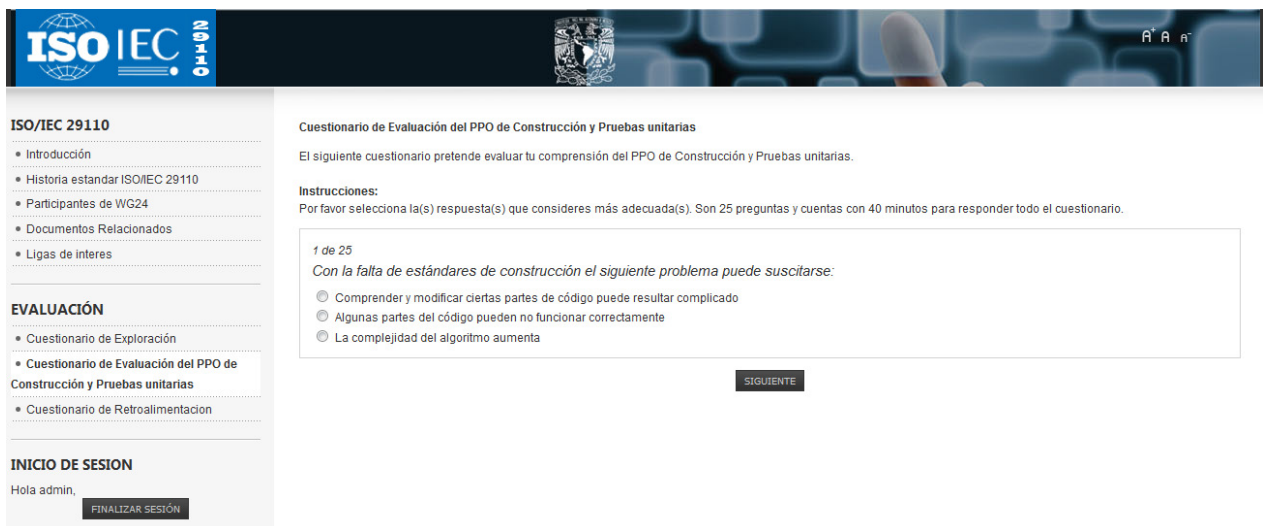 ISO IEC 29110
A+ A A-
ISO/IEC 29110
• Introducción
• Historia estandar ISO/IEC 29110
• Participantes de WG24
• Documentos Relacionados
• Ligas de interes
EVALUACIÓN
• Cuestionario de Exploración
• Cuestionario de Evaluación del PPO de
Construcción y Pruebas unitarias
• Cuestionario de Retroalimentacion
INICIO DE SESION
Hola admin,
FINALIZAR SESIÓN
Cuestionario de Evaluación del PPO de Construcción y Pruebas unitarias
El siguiente cuestionario pretende evaluar tu comprensión del PPO de Construcción y Pruebas unitarias.
Instrucciones:
Por favor selecciona la(s) respuesta(s) que consideres más adecuada(s). Son 25 preguntas y cuentas con 40 minutos para responder todo el cuestionario.
1 de 25
Con la falta de estándares de construcción el siguiente problema puede suscitarse:
Comprender y modificar ciertas partes de código puede resultar complicado
Algunas partes del código pueden no funcionar correctamente
La complejidad del algoritmo aumenta
SIGUIENTE